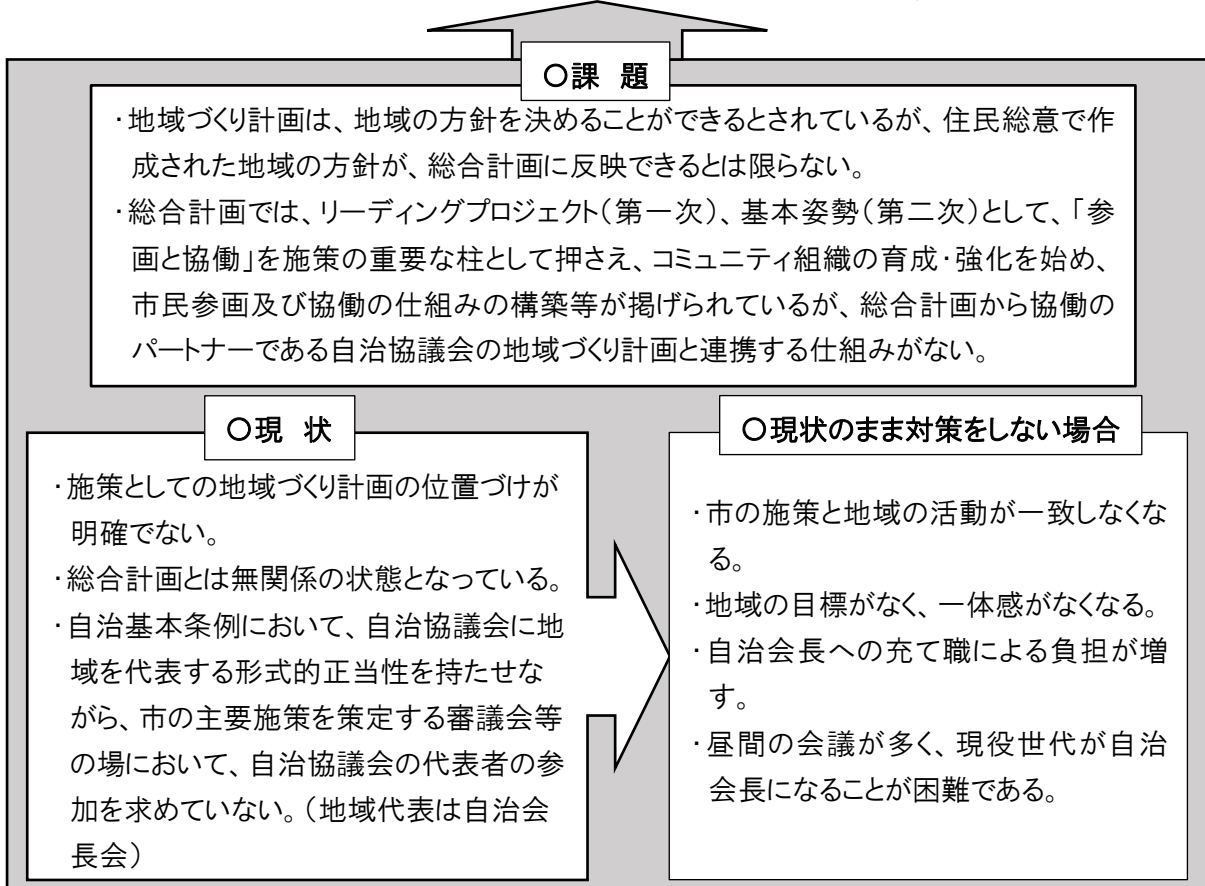 〇課 題
・地域づくり計画は、地域の方針を決めることができるとされているが、住民総意で作
成された地域の方針が、総合計画に反映できるとは限らない。
・総合計画では、リーディングプロジェクト(第一次)、基本姿勢(第二次)として、「参
画と協働」を施策の重要な柱として押さえ、コミュニティ組織の育成・強化を始め、
市民参画及び協働の仕組みの構築等が掲げられているが、総合計画から協働の
パートナーである自治協議会の地域づくり計画と連携する仕組みがない。
〇現 状
・施策としての地域づくり計画の位置づけが
明確でない。
・総合計画とは無関係の状態となっている。
・自治基本条例において、自治協議会に地
域を代表する形式的正当性を持たせな
がら、市の主要施策を策定する審議会等
の場において、自治協議会の代表者の参
加を求めていない。(地域代表は自治会
長会)
〇現状のまま対策をしない場合
・市の施策と地域の活動が一致しなくな
る。
・地域の目標がなく、一体感がなくなる。
・自治会長への充て職による負担が増
す。
・昼間の会議が多く、現役世代が自治
会長になることが困難である。